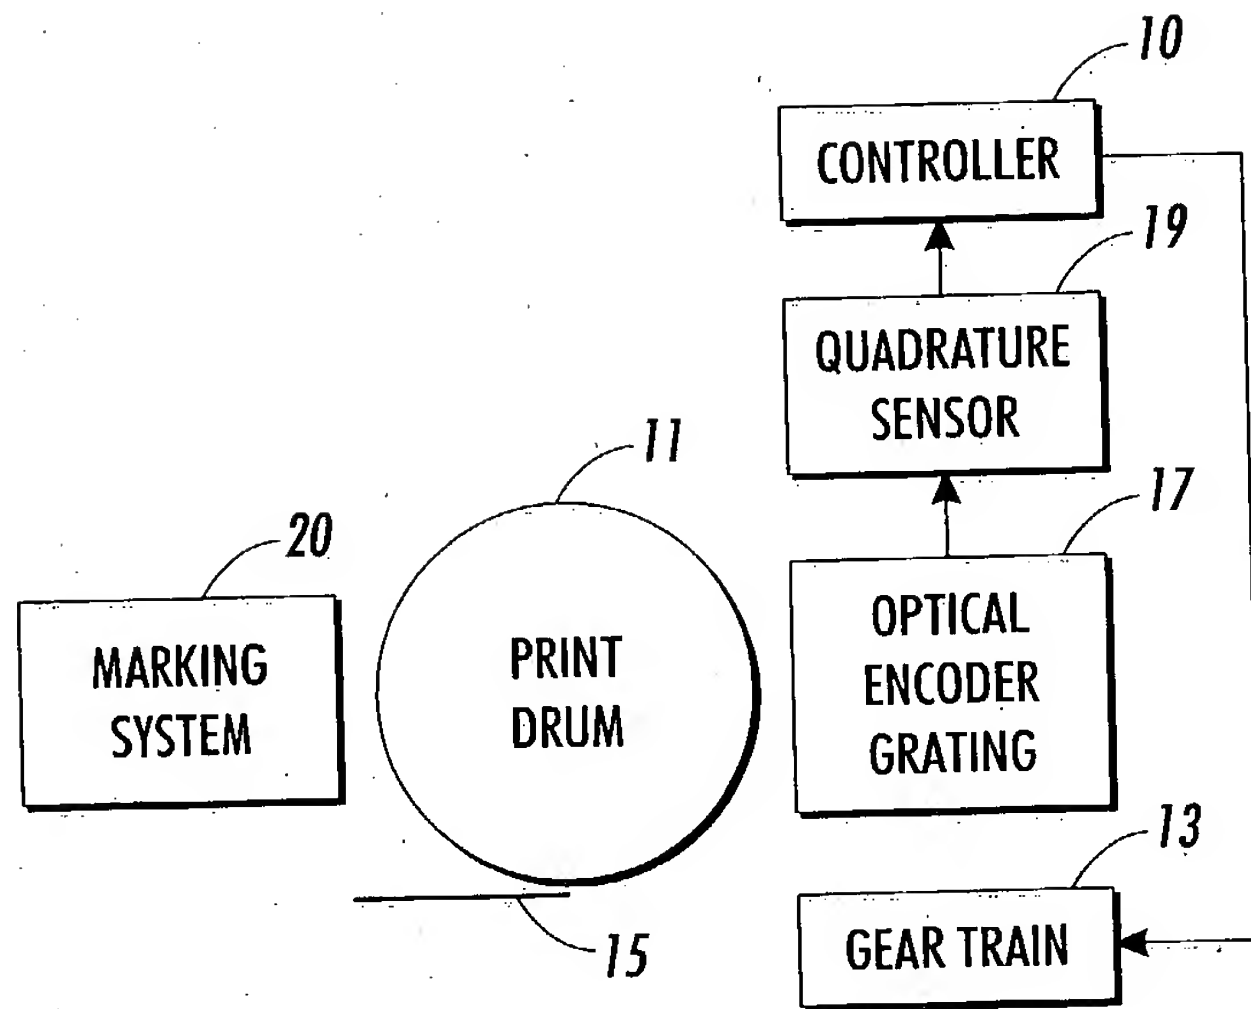 10
CONTROLLER
19
QUADRATURE
SENSOR
11
17
20
OPTICAL
ENCODER
GRATING
PRINT
DRUM
MARKING
SYSTEM
13
15
GEAR TRAIN